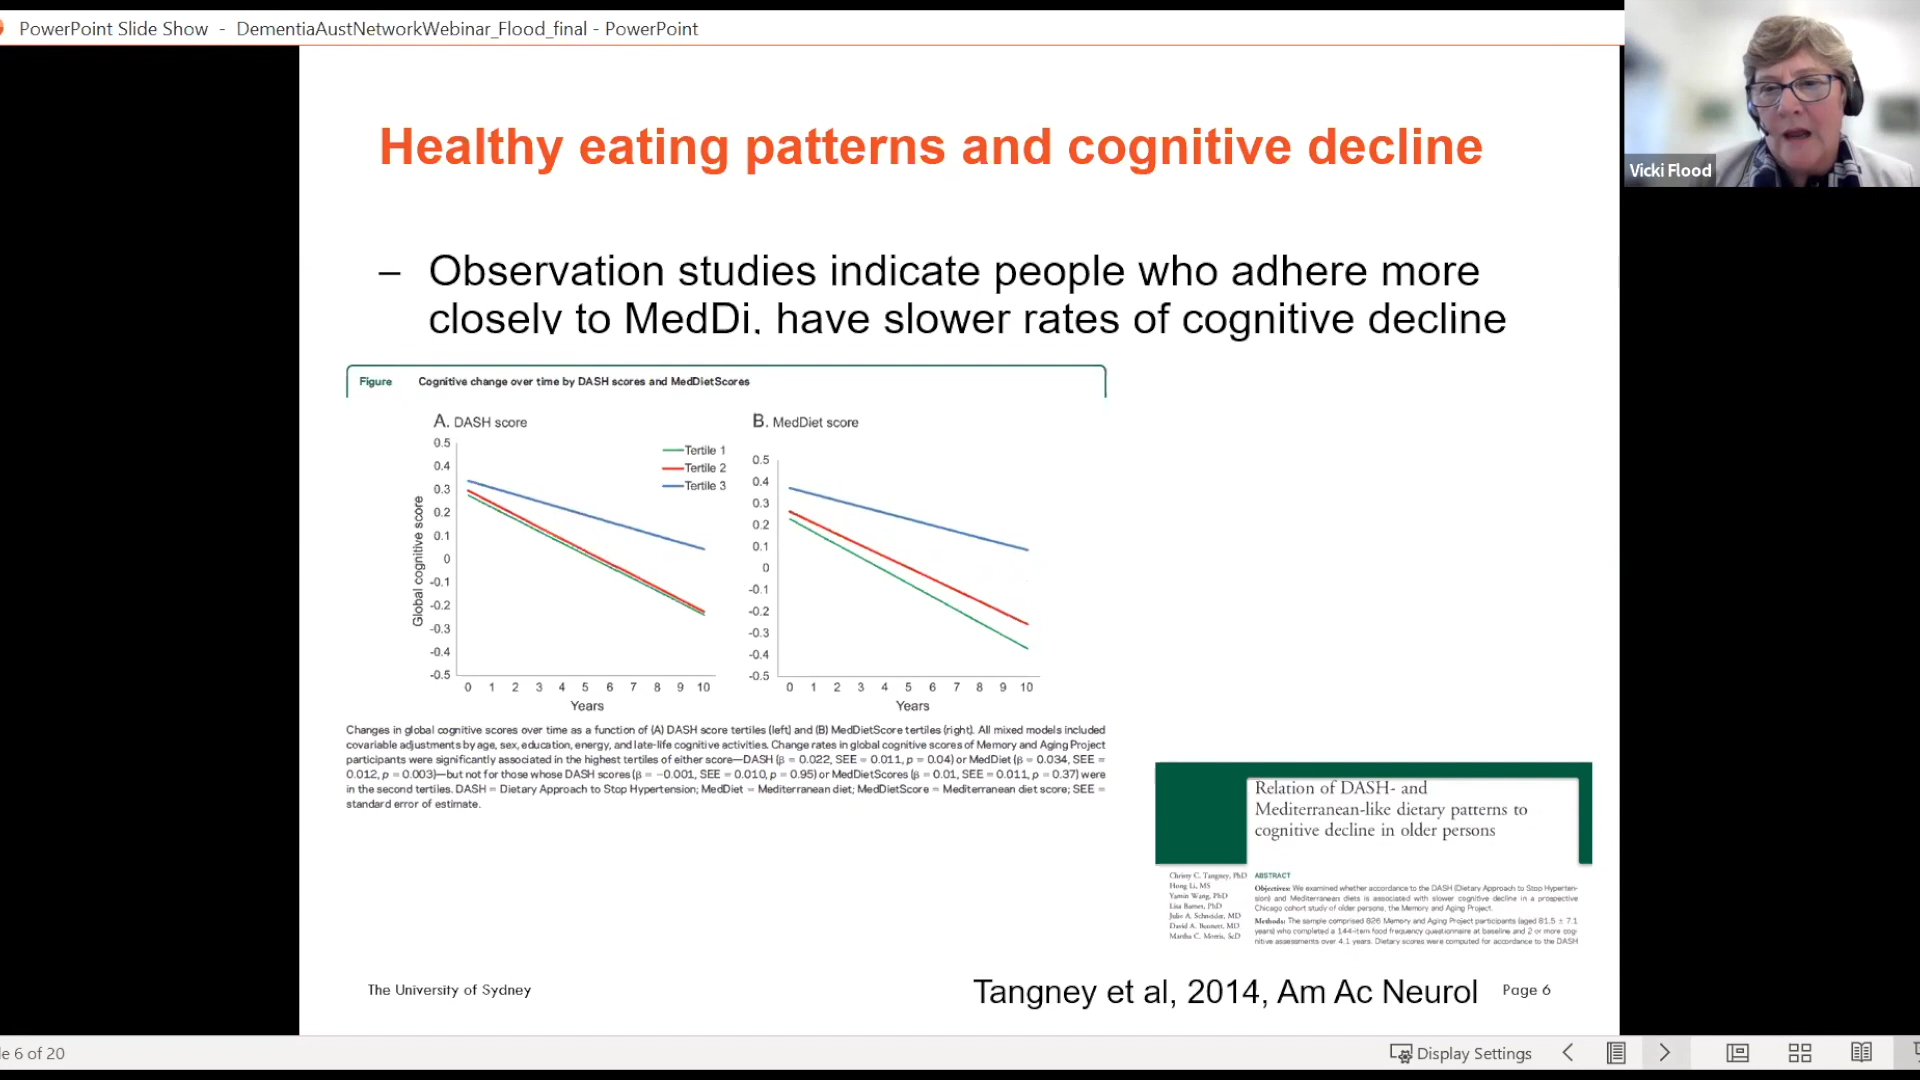 PowerPoint Slide Show - DementiaAustNetworkWebinar_Flood_final - PowerPoint
Vicki Flood
Healthy eating patterns and cognitive decline
– Observation studies indicate people who adhere more
closely to MedDi, have slower rates of cognitive decline
Figure Cognitive change over time by DASH scores and MedDietScores
A. DASH score
Tertile 1
Tertile 2
Tertile 3
Global cognitive score
0.5
0.4
0.3
0.2
0.1
0
-0.1
-0.2
-0.3
-0.4
-0.5
0 1 2 3 4 5 6 7 8 9 10
Years
B. MedDiet score
0.5
0.4
0.3
0.2
0.1
0
-0.1
-0.2
-0.3
-0.4
-0.5
0 1 2 3 4 5 6 7 8 9 10
Years
Changes in global cognitive scores over time as a function of (A) DASH score tertiles (left) and (B) MedDietScore tertiles (right). All mixed models included
covariable adjustments by age, sex, education, energy, and late-life cognitive activities. Change rates in global cognitive scores of Memory and Aging Project
participants were significantly associated in the highest tertiles of either score—DASH (β = 0.022, SEE = 0.011, p = 0.04) or MedDiet (β = 0.034, SEE =
0.012, p = 0.003)—but not for those whose DASH scores (β = −0.001, SEE = 0.010, p = 0.95) or MedDietScores (β = 0.01, SEE = 0.011, p = 0.37) were
in the second tertiles. DASH = Dietary Approach to Stop Hypertension; MedDiet = Mediterranean diet; MedDietScore = Mediterranean diet score; SEE =
standard error of estimate.
Relation of DASH- and
Mediterranean-like dietary patterns to
cognitive decline in older persons
Christy C. Tangney, PhD
Hong Li, MS
Yamin Wang, PhD
Lisa Barnes, PhD
Julie A. Schneider, MD
David A. Bennett, MD
Martha C. Morris, ScD
ABSTRACT
Objectives: We examined whether accordance to the DASH (Dietary Approach to Stop Hyperten-
sion) and Mediterranean diets is associated with slower cognitive decline in a prospective
Chicago cohort study of older persons, the Memory and Aging Project.
Methods: The sample comprised 826 Memory and Aging Project participants (aged 81.5 ± 7.1
years) who completed a 144-item food frequency questionnaire at baseline and 2 or more cog-
nitive assessments over 4.1 years. Dietary scores were computed for accordance to the DASH
The University of Sydney
Tangney et al, 2014, Am Ac Neurol
Page 6
le 6 of 20
Display Settings